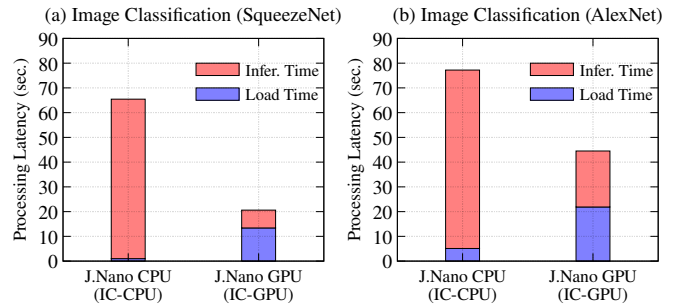 (a) Image Classification (SqueezeNet)
Processing Latency (sec.)
90
80
70
60
50
40
30
20
10
0
Infer. Time
Load Time
J.Nano CPU
(IC-CPU)
J.Nano GPU
(IC-GPU)
(b) Image Classification (AlexNet)
Processing Latency (sec.)
90
80
70
60
50
40
30
20
10
0
Infer. Time
Load Time
J.Nano CPU
(IC-CPU)
J.Nano GPU
(IC-GPU)